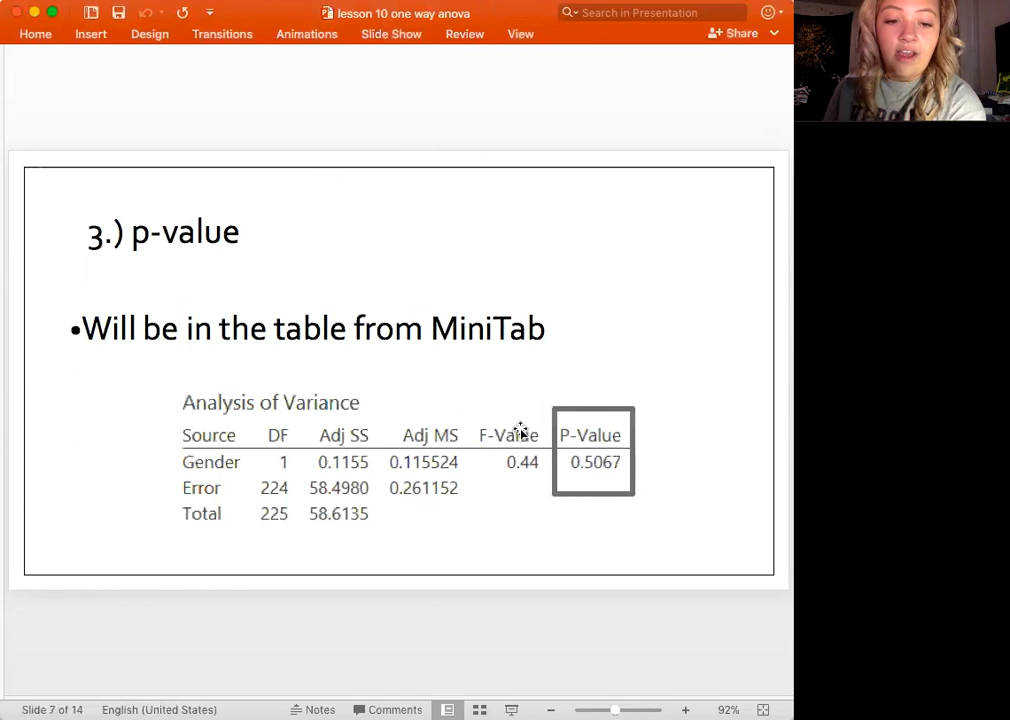 lesson 10 one way anova
Search in Presentation
Home Insert Design Transitions Animations Slide Show Review View Share
3.) p-value
•Will be in the table from MiniTab
Analysis of Variance
Source DF Adj SS Adj MS F-Value P-Value
Gender 1 0.1155 0.115524 0.44 0.5067
Error 224 58.4980 0.261152
Total 225 58.6135
Slide 7 of 14 English (United States) Notes Comments 92%